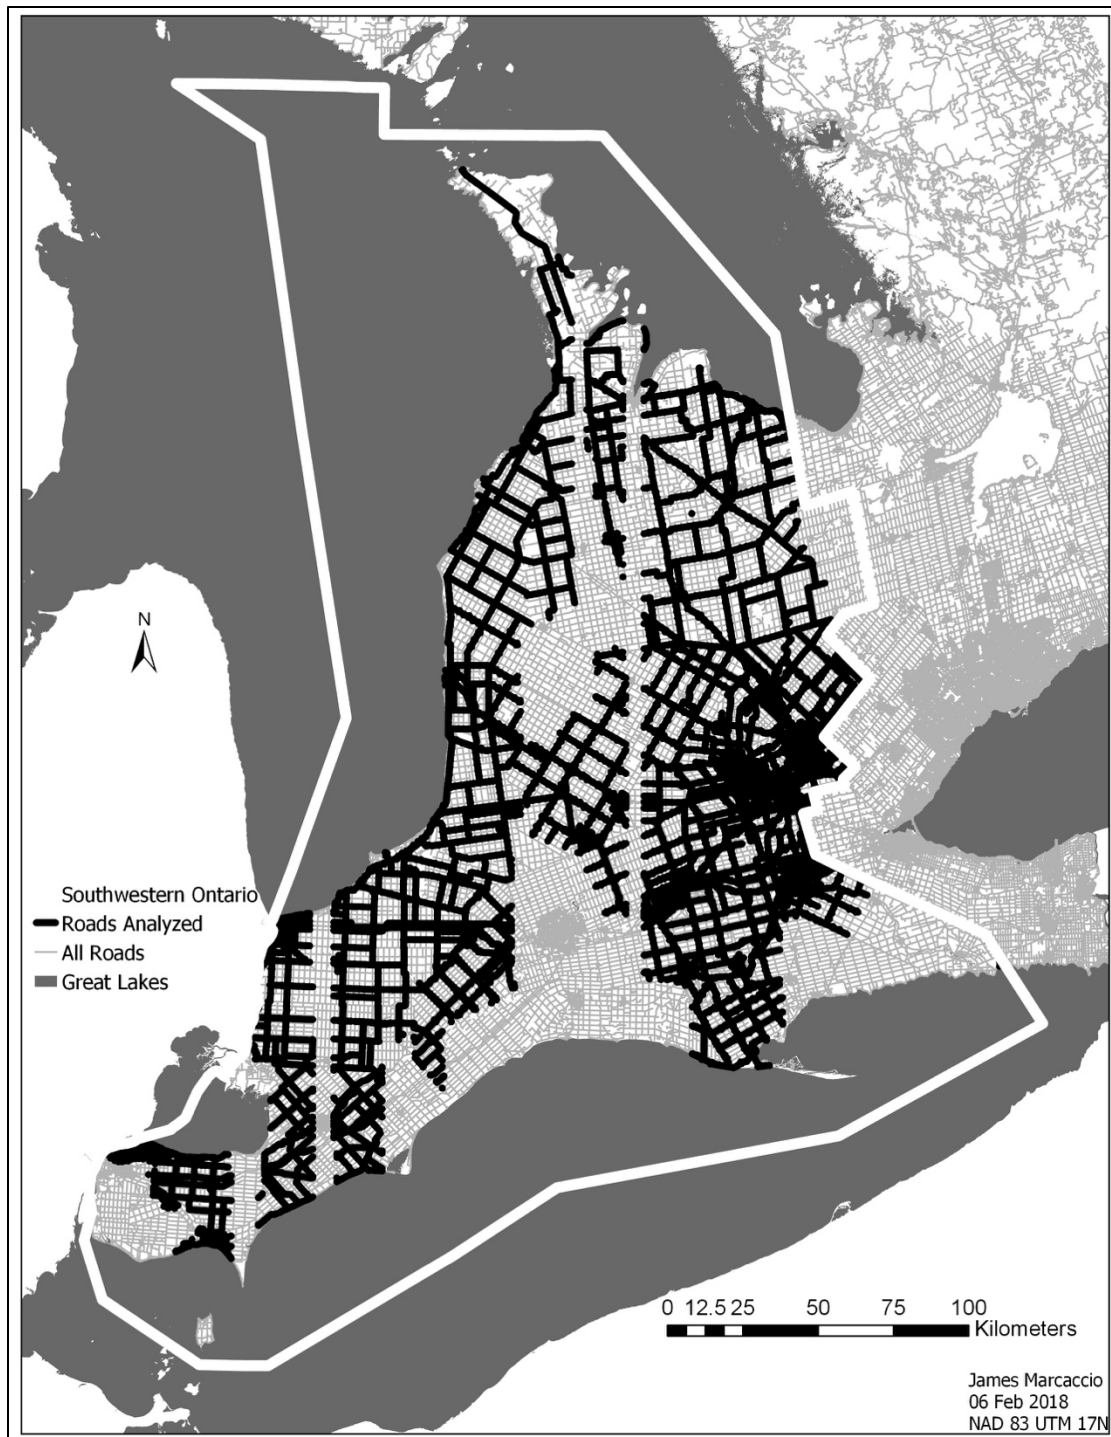 N
Southwestern Ontario
Roads Analyzed
All Roads
Great Lakes
0 12.5 25 50 75 100
Kilometers
James Marcaccio
06 Feb 2018
NAD 83 UTM 17N